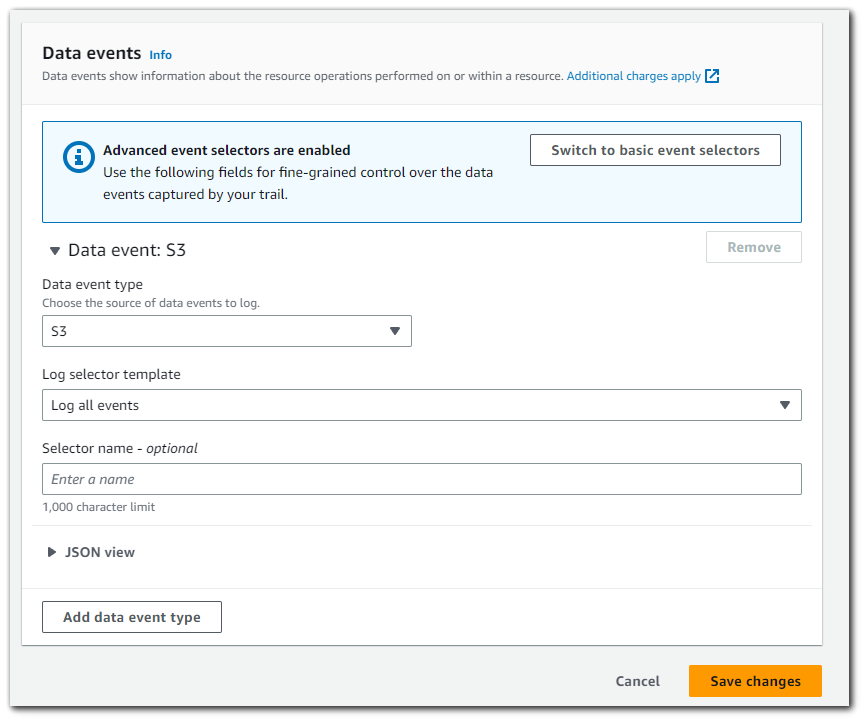 Data events Info
Data events show information about the resource operations performed on or within a resource. Additional charges apply
Advanced event selectors are enabled
Use the following fields for fine-grained control over the data
events captured by your trail.
Switch to basic event selectors
Data event: S3
Remove
Data event type
Choose the source of data events to log.
S3
Log selector template
Log all events
Selector name - optional
Enter a name
1,000 character limit
JSON view
Add data event type
Cancel
Save changes